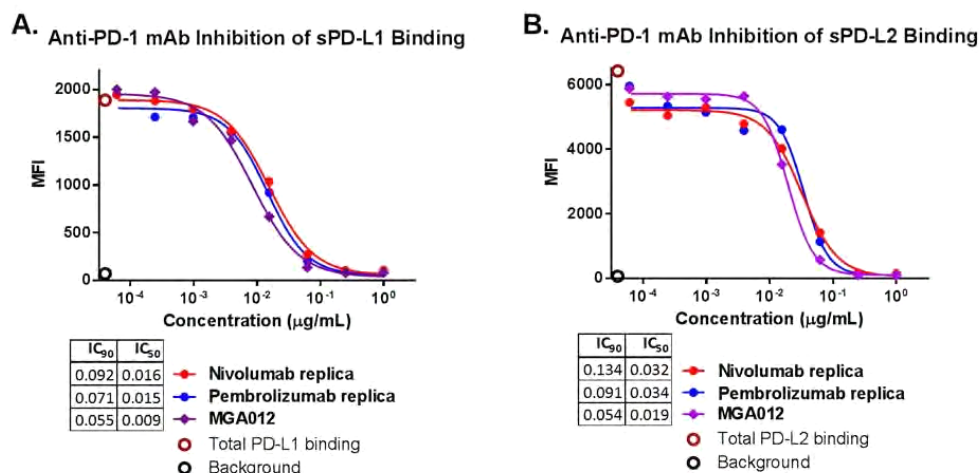 A. Anti-PD-1 mAb Inhibition of sPD-L1 Binding
2000
1500
1000
500
0
MFI
10⁻⁴ 10⁻³ 10⁻² 10⁻¹ 10⁰
Concentration (µg/mL)
IC₉₀ IC₅₀
0.092 0.016 Nivolumab replica
0.071 0.015 Pembrolizumab replica
0.055 0.009 MGA012
Total PD-L1 binding
Background
B. Anti-PD-1 mAb Inhibition of sPD-L2 Binding
6000
4000
2000
0
MFI
10⁻⁴ 10⁻³ 10⁻² 10⁻¹ 10⁰
Concentration (µg/mL)
IC₉₀ IC₅₀
0.134 0.032 Nivolumab replica
0.091 0.034 Pembrolizumab replica
0.054 0.019 MGA012
Total PD-L2 binding
Background